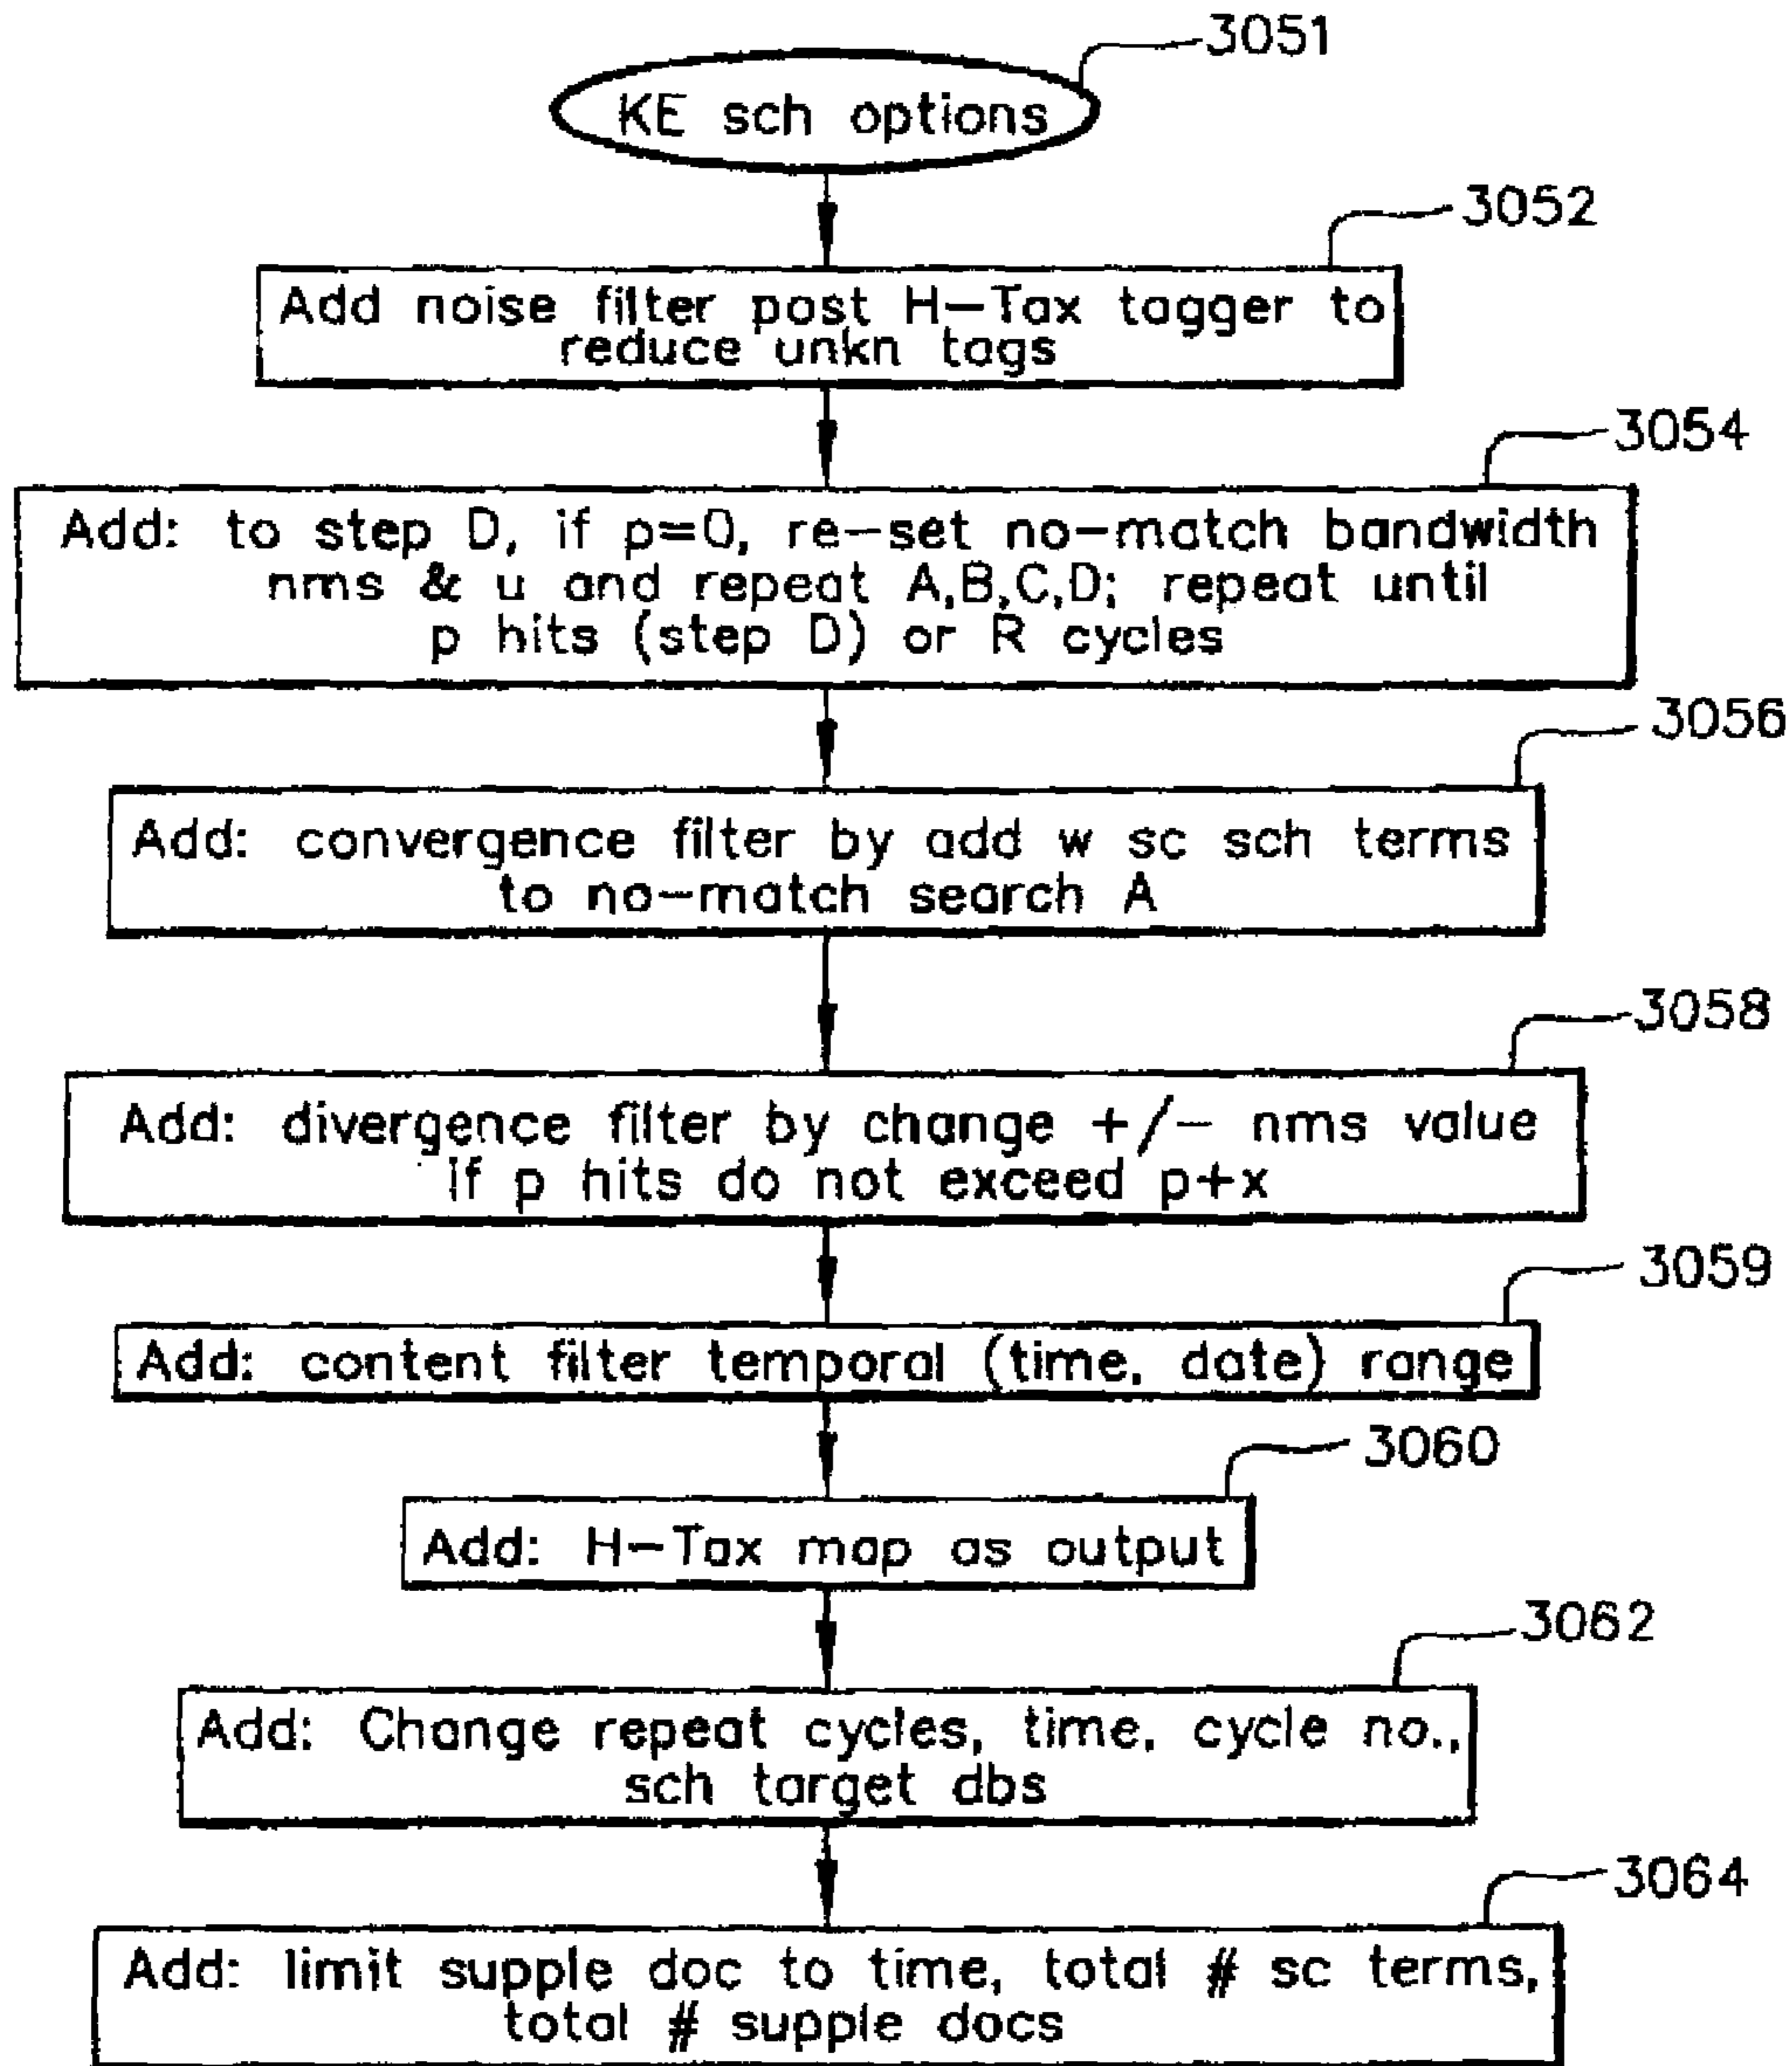 3051
KE sch options
3052
Add noise filter post H-Tax tagger to
reduce unkn tags
3054
Add: to step D, if p=0, re-set no-match bandwidth
nms & u and repeat A,B,C,D; repeat until
p hits (step D) or R cycles
3056
Add: convergence filter by add w sc sch terms
to no-match search A
3058
Add: divergence filter by change +/- nms value
if p hits do not exceed p+x
3059
Add: content filter temporal (time, date) range
3060
Add: H-Tax map as output
3062
Add: Change repeat cycles, time, cycle no.,
sch target dbs
3064
Add: limit supple doc to time, total # sc terms,
total # supple docs